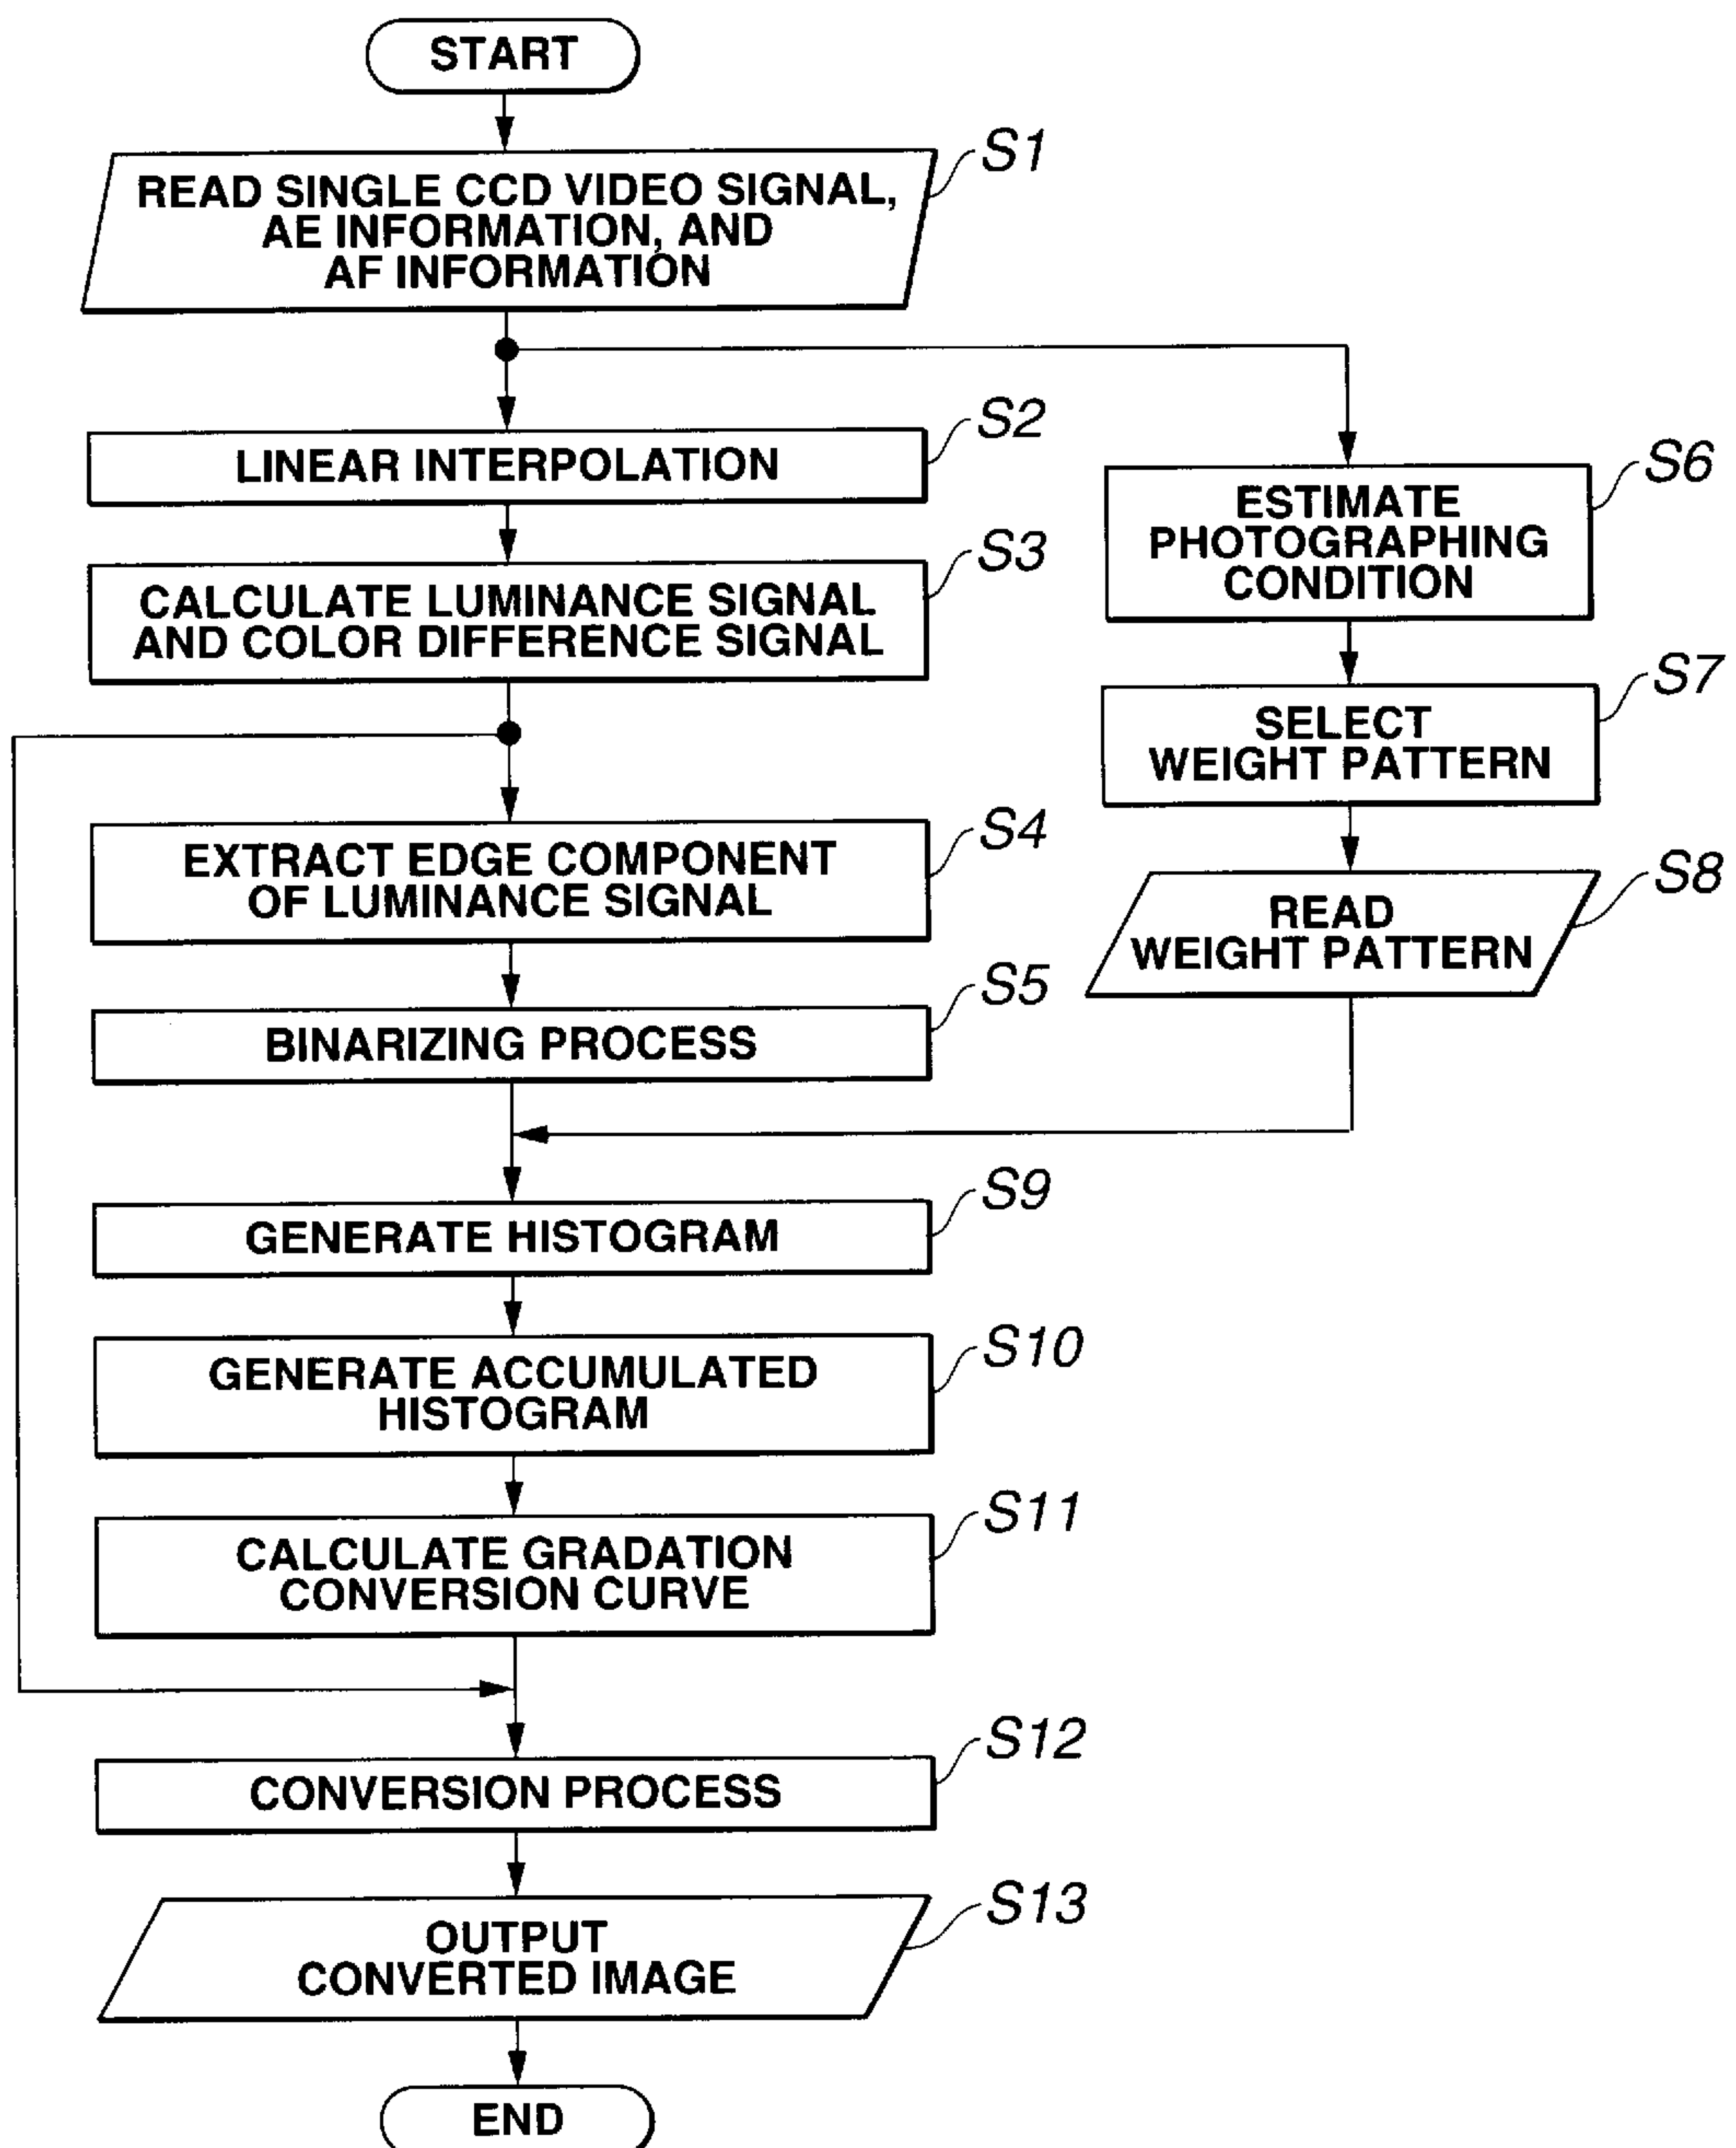 START
S1
READ SINGLE CCD VIDEO SIGNAL,
AE INFORMATION, AND
AF INFORMATION
S2
LINEAR INTERPOLATION
S3
CALCULATE LUMINANCE SIGNAL
AND COLOR DIFFERENCE SIGNAL
S4
EXTRACT EDGE COMPONENT
OF LUMINANCE SIGNAL
S5
BINARIZING PROCESS
S6
ESTIMATE
PHOTOGRAPHING
CONDITION
S7
SELECT
WEIGHT PATTERN
S8
READ
WEIGHT PATTERN
S9
GENERATE HISTOGRAM
S10
GENERATE ACCUMULATED
HISTOGRAM
S11
CALCULATE GRADATION
CONVERSION CURVE
S12
CONVERSION PROCESS
S13
OUTPUT
CONVERTED IMAGE
END